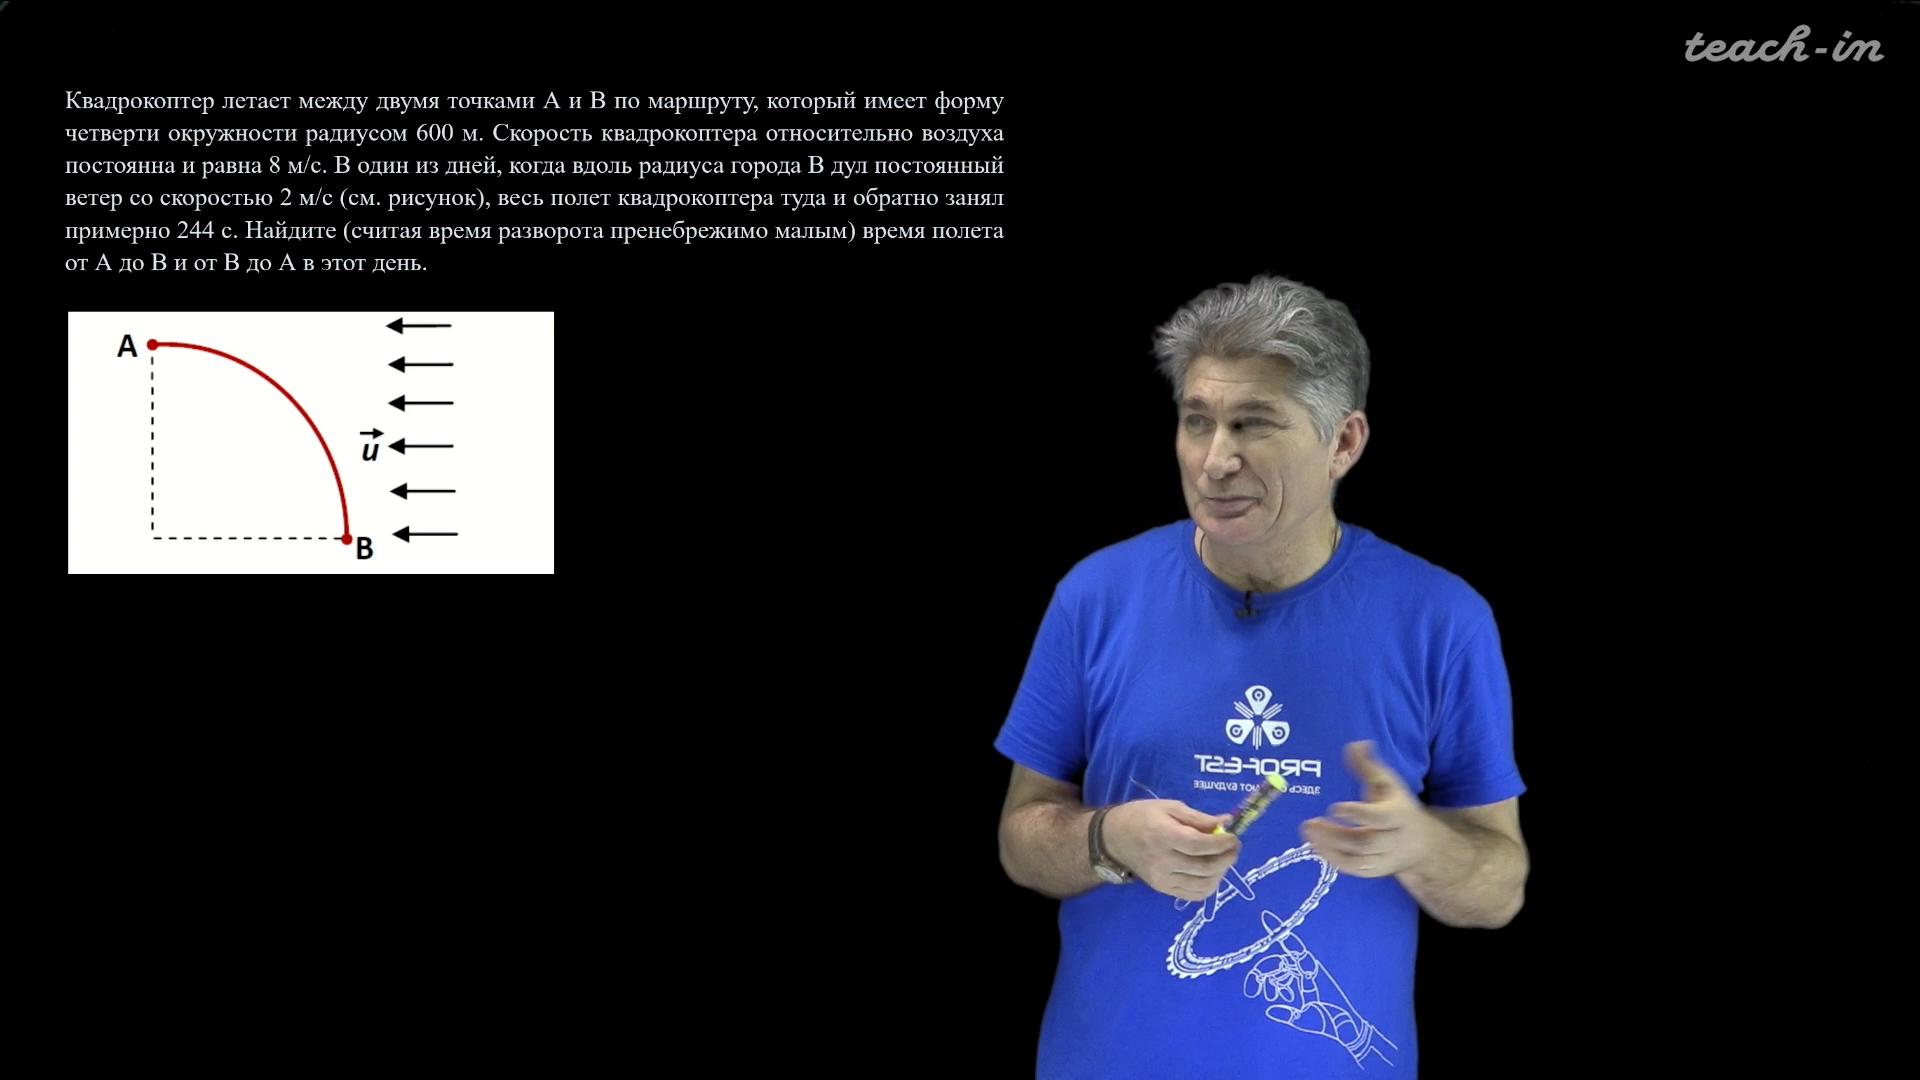 teach-in
Квадрокоптер летает между двумя точками А и В по маршруту, который имеет форму
четверти окружности радиусом 600 м. Скорость квадрокоптера относительно воздуха
постоянна и равна 8 м/с. В один из дней, когда вдоль радиуса города В дул постоянный
ветер со скоростью 2 м/с (см. рисунок), весь полет квадрокоптера туда и обратно занял
примерно 244 с. Найдите (считая время разворота пренебрежимо малым) время полета
от А до В и от В до А в этот день.
A
u
B
PROFEST